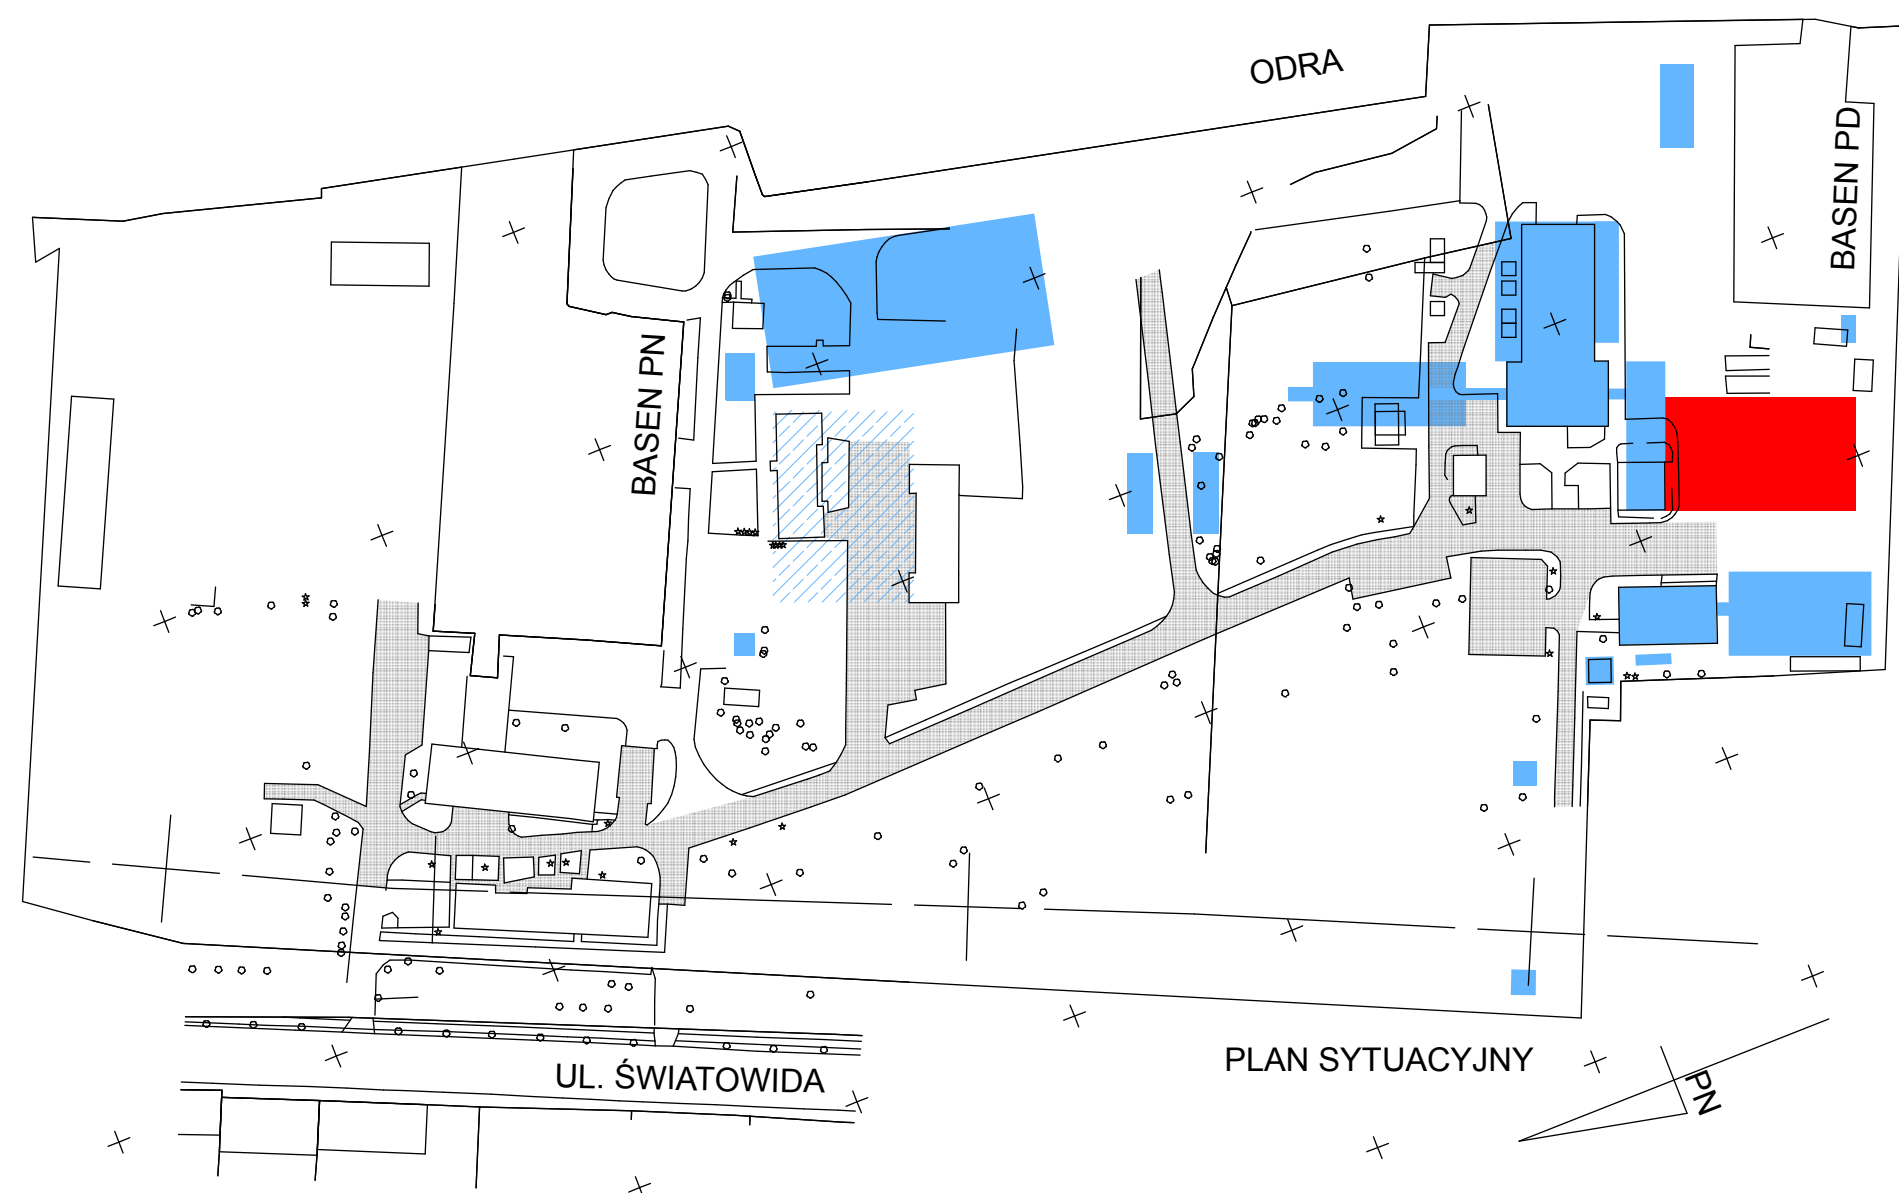 ODRA
BASEN PD
BASEN PN
PLAN SYTUACYJNY
UL. ŚWIATOWIDA
PN